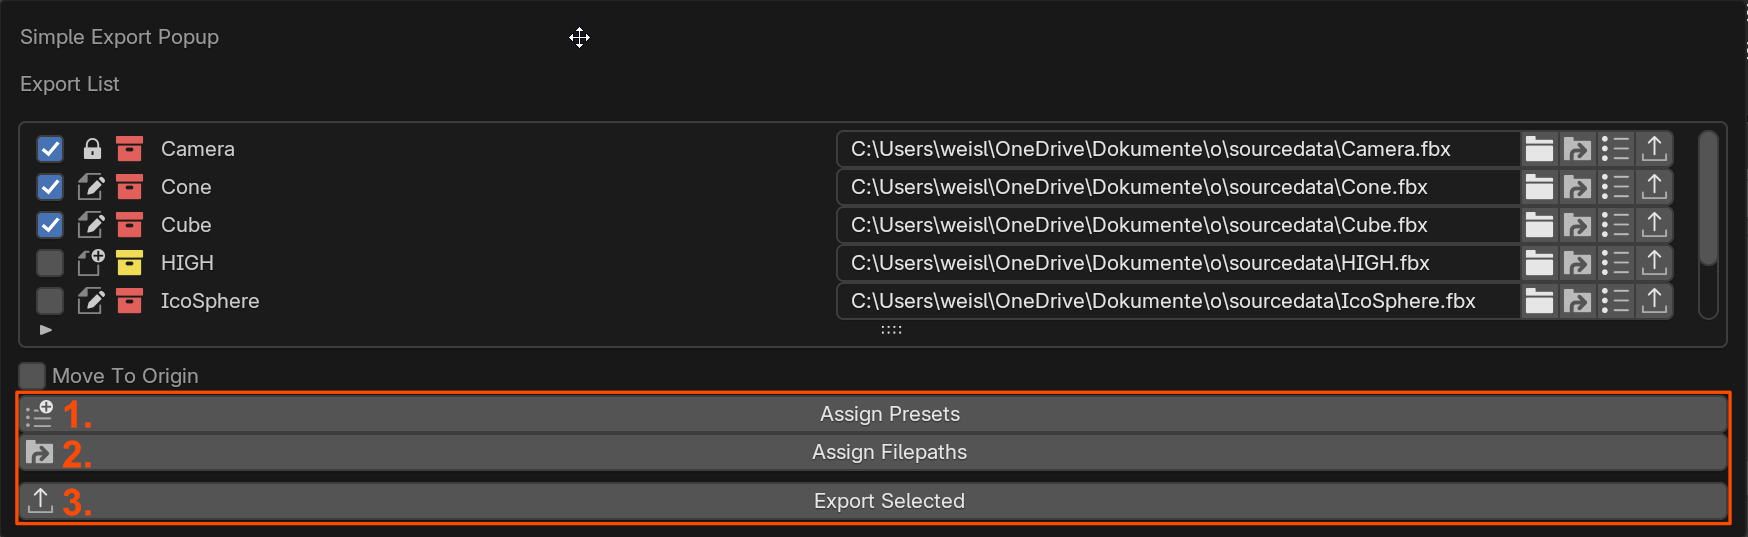 Simple Export Popup
Export List
Camera C:\Users\weisl\OneDrive\Dokumente\o\sourcedata\Camera.fbx
Cone C:\Users\weisl\OneDrive\Dokumente\o\sourcedata\Cone.fbx
Cube C:\Users\weisl\OneDrive\Dokumente\o\sourcedata\Cube.fbx
HIGH C:\Users\weisl\OneDrive\Dokumente\o\sourcedata\HIGH.fbx
IcoSphere C:\Users\weisl\OneDrive\Dokumente\o\sourcedata\IcoSphere.fbx
Move To Origin
1. Assign Presets
2. Assign Filepaths
3. Export Selected